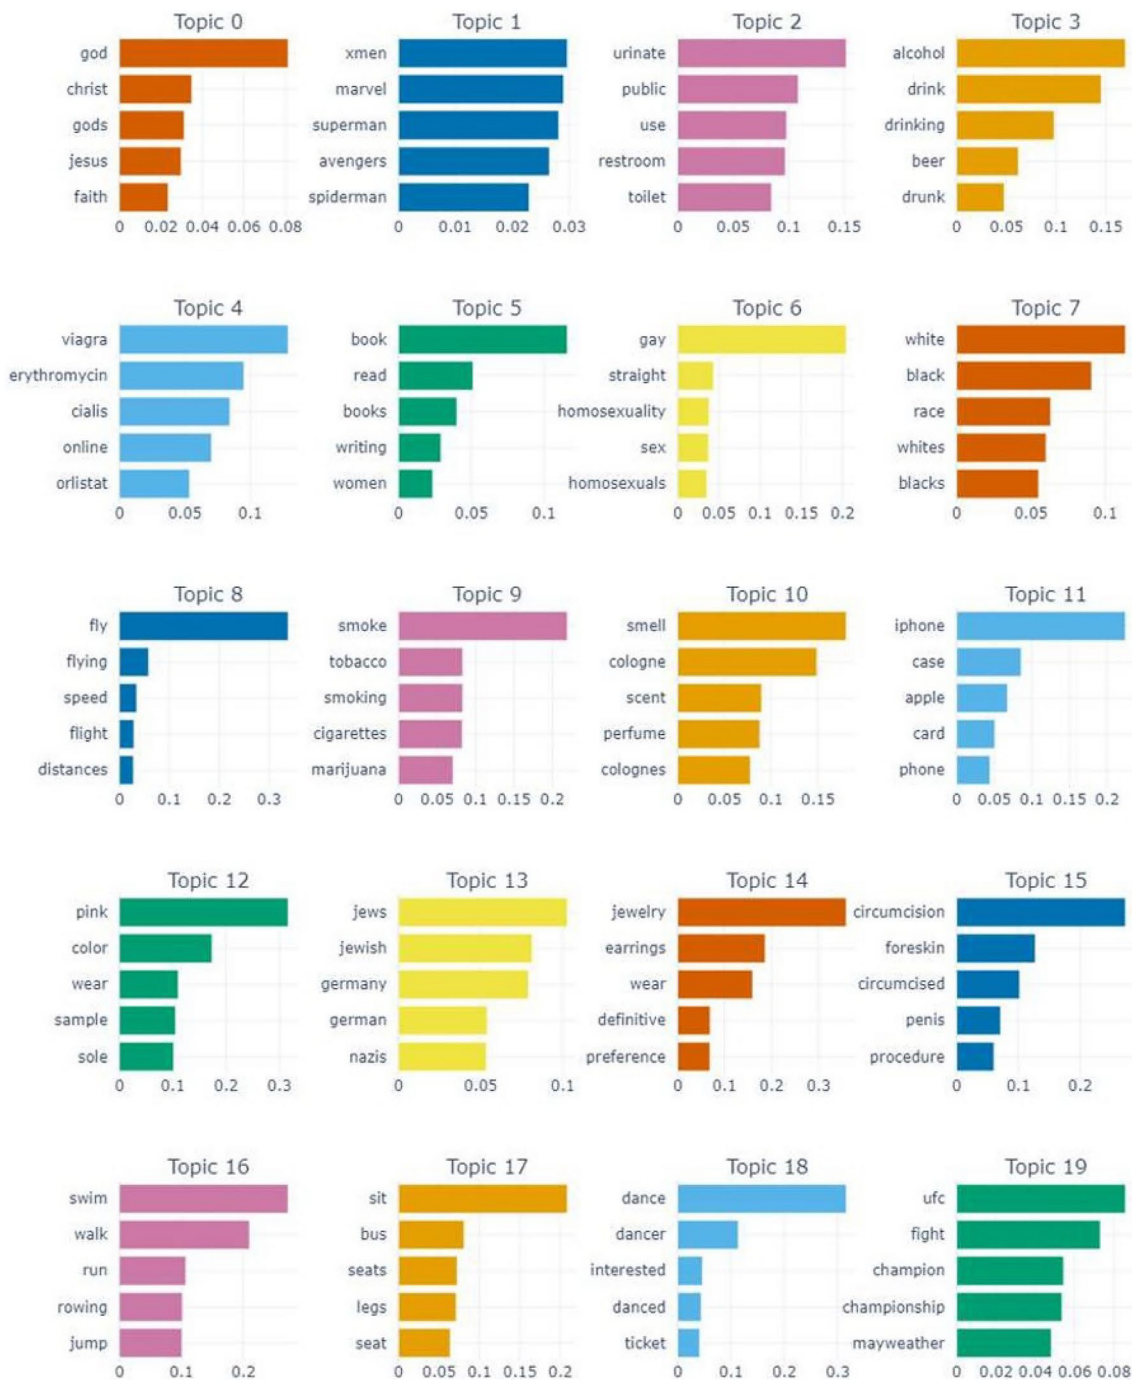 Topic 0
god
christ
gods
jesus
faith
0 0.02 0.04 0.06 0.08
Topic 1
xmen
marvel
superman
avengers
spiderman
0 0.01 0.02 0.03
Topic 2
urinate
public
use
restroom
toilet
0 0.05 0.1 0.15
Topic 3
alcohol
drink
drinking
beer
drunk
0 0.05 0.1 0.15
Topic 4
viagra
erythromycin
cialis
online
orlistat
0 0.05 0.1
Topic 5
book
read
books
writing
women
0 0.05 0.1
Topic 6
gay
straight
homosexuality
sex
homosexuals
0 0.05 0.1 0.15 0.2
Topic 7
white
black
race
whites
blacks
0 0.05 0.1
Topic 8
fly
flying
speed
flight
distances
0 0.1 0.2 0.3
Topic 9
smoke
tobacco
smoking
cigarettes
marijuana
0 0.05 0.1 0.15 0.2
Topic 10
smell
cologne
scent
perfume
colognes
0 0.05 0.1 0.15
Topic 11
iphone
case
apple
card
phone
0 0.05 0.1 0.15 0.2
Topic 12
pink
color
wear
sample
sole
0 0.1 0.2 0.3
Topic 13
jews
jewish
germany
german
nazis
0 0.05 0.1
Topic 14
jewelry
earrings
wear
definitive
preference
0 0.1 0.2 0.3
Topic 15
circumcision
foreskin
circumcised
penis
procedure
0 0.1 0.2
Topic 16
swim
walk
run
rowing
jump
0 0.1 0.2
Topic 17
sit
bus
seats
legs
seat
0 0.05 0.1 0.15 0.2
Topic 18
dance
dancer
interested
danced
ticket
0 0.1 0.2 0.3
Topic 19
ufc
fight
champion
championship
mayweather
0 0.02 0.04 0.06 0.08